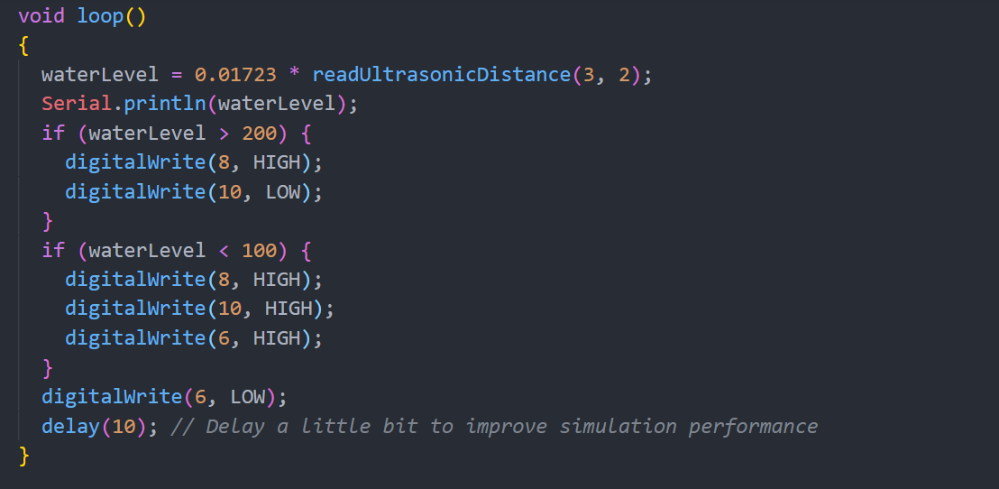 void loop()
{
  waterLevel = 0.01723 * readUltrasonicDistance(3, 2);
  Serial.println(waterLevel);
  if (waterLevel > 200) {
    digitalWrite(8, HIGH);
    digitalWrite(10, LOW);
  }
  if (waterLevel < 100) {
    digitalWrite(8, HIGH);
    digitalWrite(10, HIGH);
    digitalWrite(6, HIGH);
  }
  digitalWrite(6, LOW);
  delay(10); // Delay a little bit to improve simulation performance
}